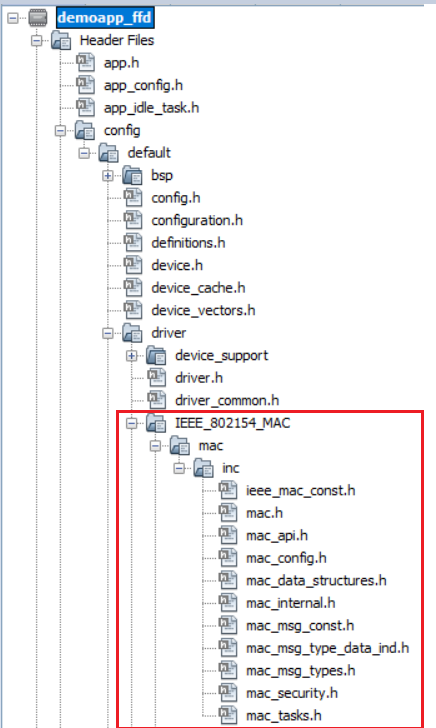 demoapp_ffd
Header Files
app.h
app_config.h
app_idle_task.h
config
default
bsp
config.h
configuration.h
definitions.h
device.h
device_cache.h
device_vectors.h
driver
device_support
driver.h
driver_common.h
IEEE_802154_MAC
mac
inc
ieee_mac_const.h
mac.h
mac_api.h
mac_config.h
mac_data_structures.h
mac_internal.h
mac_msg_const.h
mac_msg_type_data_ind.h
mac_msg_types.h
mac_security.h
mac_tasks.h